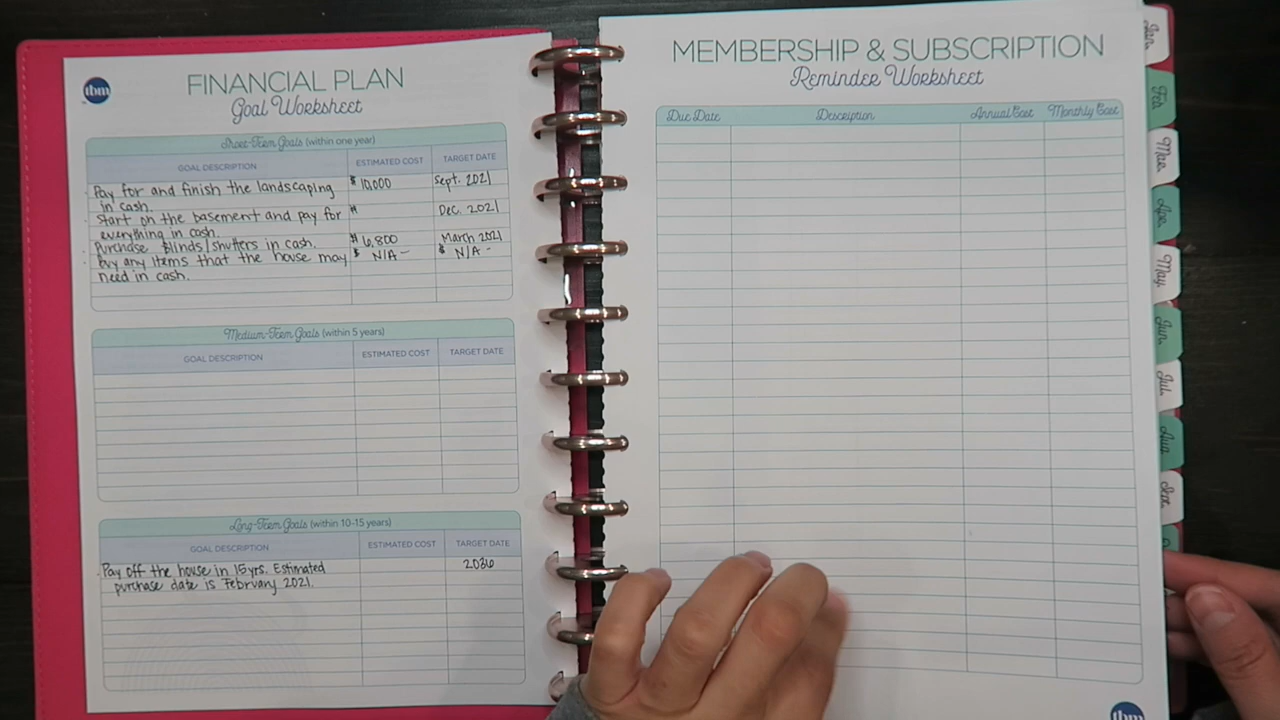 tbm
FINANCIAL PLAN
Goal Worksheet
Short-Term Goals (within one year)
GOAL DESCRIPTION ESTIMATED COST TARGET DATE
Pay for and finish the landscaping $10,000 Sept. 2021
in cash.
Start on the basement and pay for Dec. 2021
everything in cash.
Purchase blinds/shutters in cash. $6,800 March 2021
Buy any items that the house may $ N/A - $ N/A -
need in cash.
Medium-Term Goals (within 5 years)
GOAL DESCRIPTION ESTIMATED COST TARGET DATE
Long-Term Goals (within 10-15 years)
GOAL DESCRIPTION ESTIMATED COST TARGET DATE
Pay off the house in 15yrs. Estimated 2036
purchase date is February 2021.
MEMBERSHIP & SUBSCRIPTION
Reminder Worksheet
Due Date Description Annual Cost Monthly Cost
tbm
Jan.
Feb
Mar.
Apr.
May.
Jun.
Jul.
Aug
Sept.